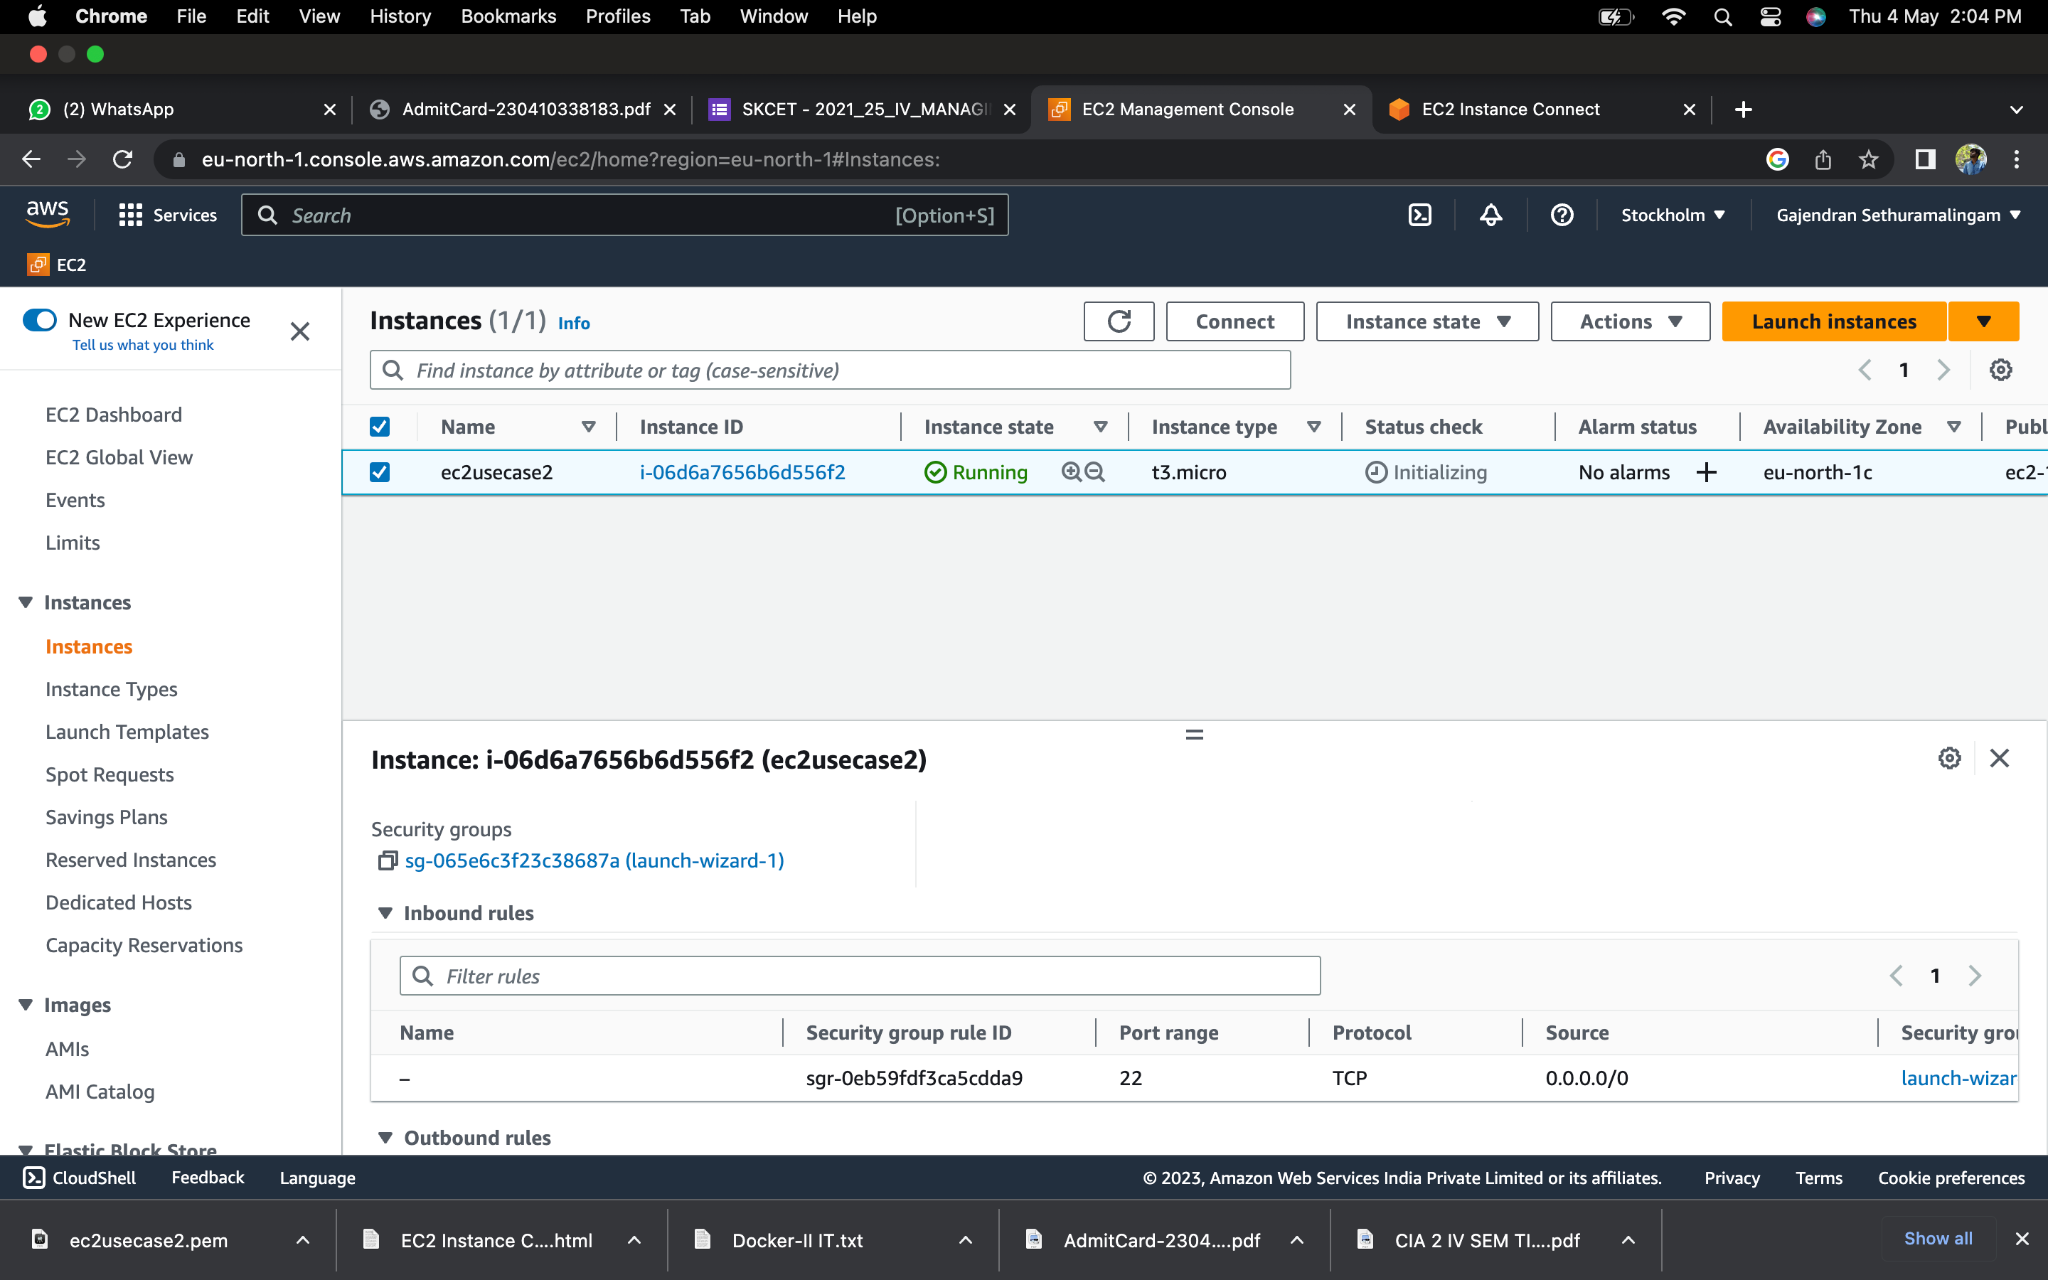 Chrome File Edit View History Bookmarks Profiles Tab Window Help Thu 4 May 2:04 PM
2 (2) WhatsApp AdmitCard-230410338183.pdf SKCET - 2021_25_IV_MANAGI EC2 Management Console EC2 Instance Connect
eu-north-1.console.aws.amazon.com/ec2/home?region=eu-north-1#Instances:
aws Services Search [Option+S] Stockholm Gajendran Sethuramalingam
EC2
New EC2 Experience
Tell us what you think
EC2 Dashboard
EC2 Global View
Events
Limits
Instances
Instances
Instance Types
Launch Templates
Spot Requests
Savings Plans
Reserved Instances
Dedicated Hosts
Capacity Reservations
Images
AMIs
AMI Catalog
Elastic Block Store
Instances (1/1) Info Connect Instance state Actions Launch instances
Find instance by attribute or tag (case-sensitive) 1
Name Instance ID Instance state Instance type Status check Alarm status Availability Zone Publ
ec2usecase2 i-06d6a7656b6d556f2 Running t3.micro Initializing No alarms + eu-north-1c ec2-
Instance: i-06d6a7656b6d556f2 (ec2usecase2)
Security groups
sg-065e6c3f23c38687a (launch-wizard-1)
Inbound rules
Filter rules 1
Name Security group rule ID Port range Protocol Source Security grou
– sgr-0eb59fdf3ca5cdda9 22 TCP 0.0.0.0/0 launch-wizar
Outbound rules
CloudShell Feedback Language © 2023, Amazon Web Services India Private Limited or its affiliates. Privacy Terms Cookie preferences
ec2usecase2.pem EC2 Instance C....html Docker-II IT.txt AdmitCard-2304....pdf CIA 2 IV SEM TI....pdf Show all